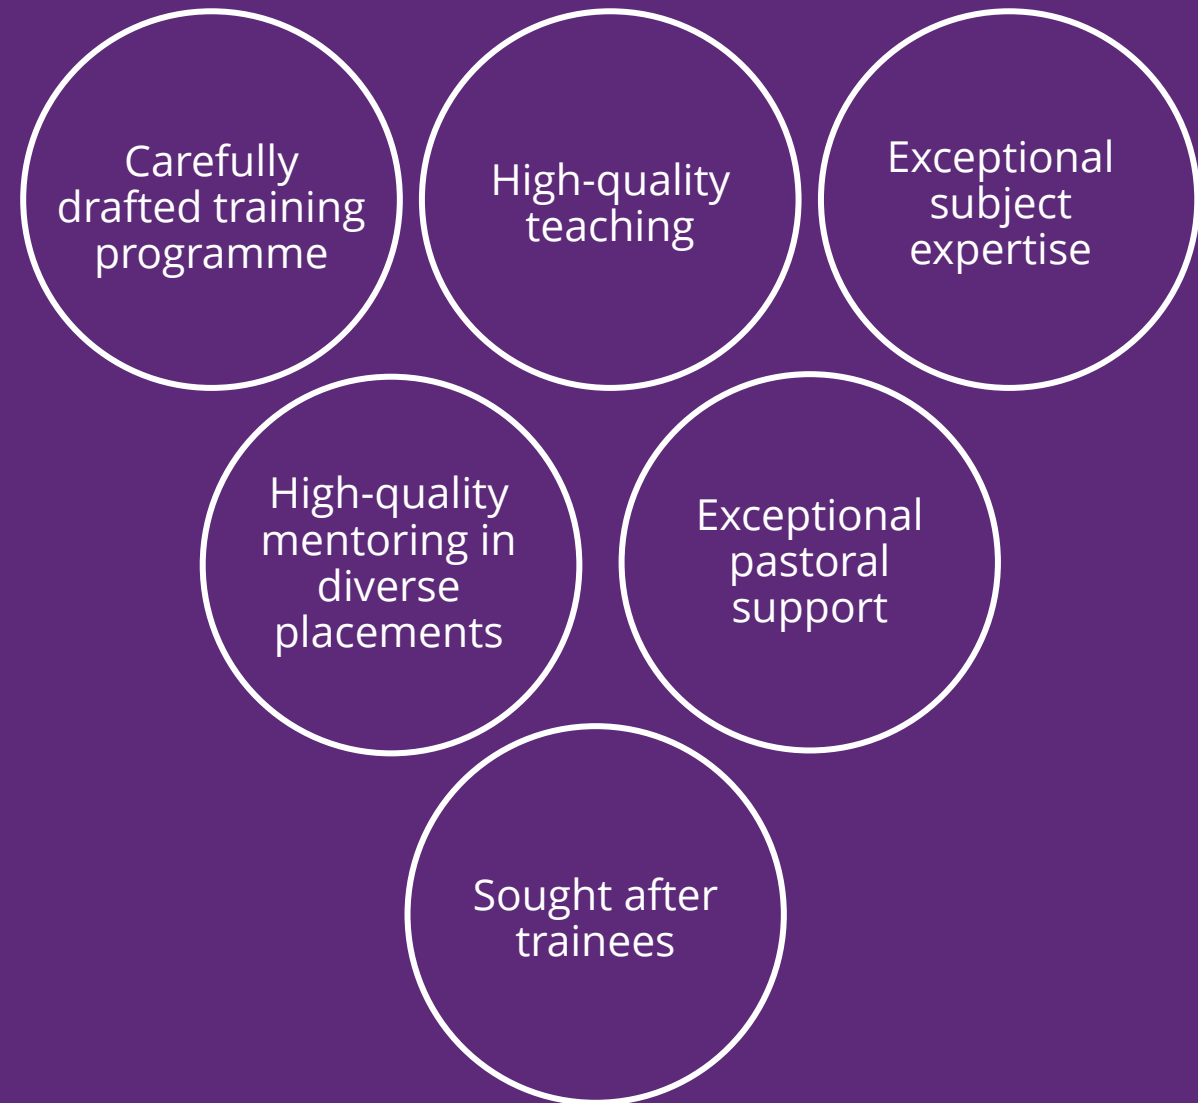 Carefully
drafted training
programme
High-quality
teaching
Exceptional
subject
expertise
High-quality
mentoring in
diverse
placements
Exceptional
pastoral
support
Sought after
trainees